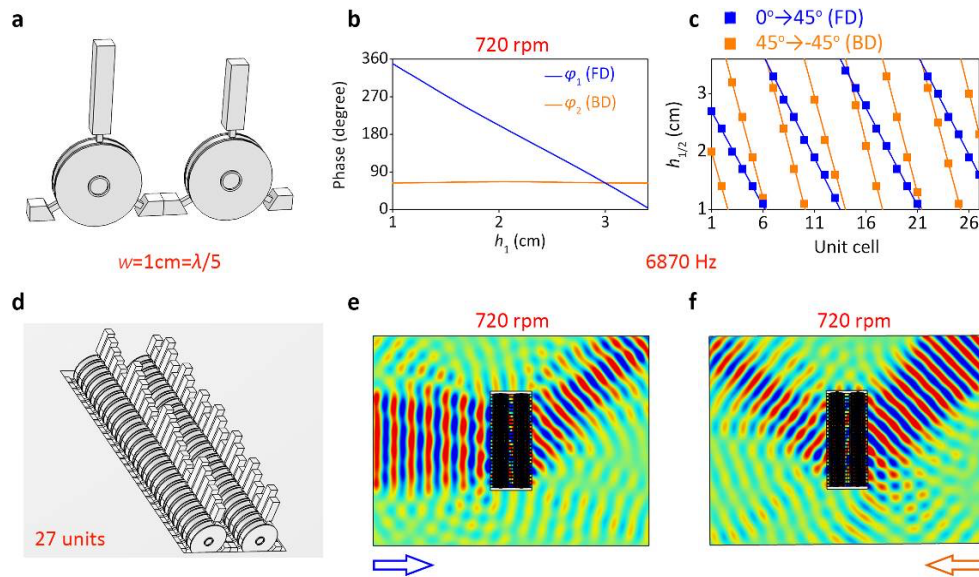 a
b
c
720 rpm
0°→45° (FD)
45°→-45° (BD)
360
270
180
90
0
Phase (degree)
φ1 (FD)
φ2 (BD)
1
2
3
h1 (cm)
3
2
1
h1/2 (cm)
1
6
11
16
21
26
Unit cell
w=1cm=λ/5
6870 Hz
d
e
f
720 rpm
720 rpm
27 units